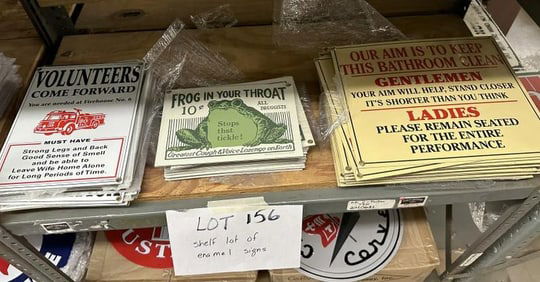 VOLUNTEERS
COME FORWARD
You are needed at Firehouse No. 6
MUST HAVE
Strong Legs and Back
Good Sense of Smell
and be able to
Leave Wife Home Alone
for Long Periods of Time.
FROG IN YOUR THROAT
10¢
ALL
DRUGGISTS
Stops
that
tickle!
Greatest Cough & Voice Lozenge on Earth
OUR AIM IS TO KEEP
THIS BATHROOM CLEAN
GENTLEMEN
YOUR AIM WILL HELP, STAND CLOSER
IT'S SHORTER THAN YOU THINK.
LADIES
PLEASE REMAIN SEATED
FOR THE ENTIRE
PERFORMANCE
LOT 156
shelf lot of
enamel signs